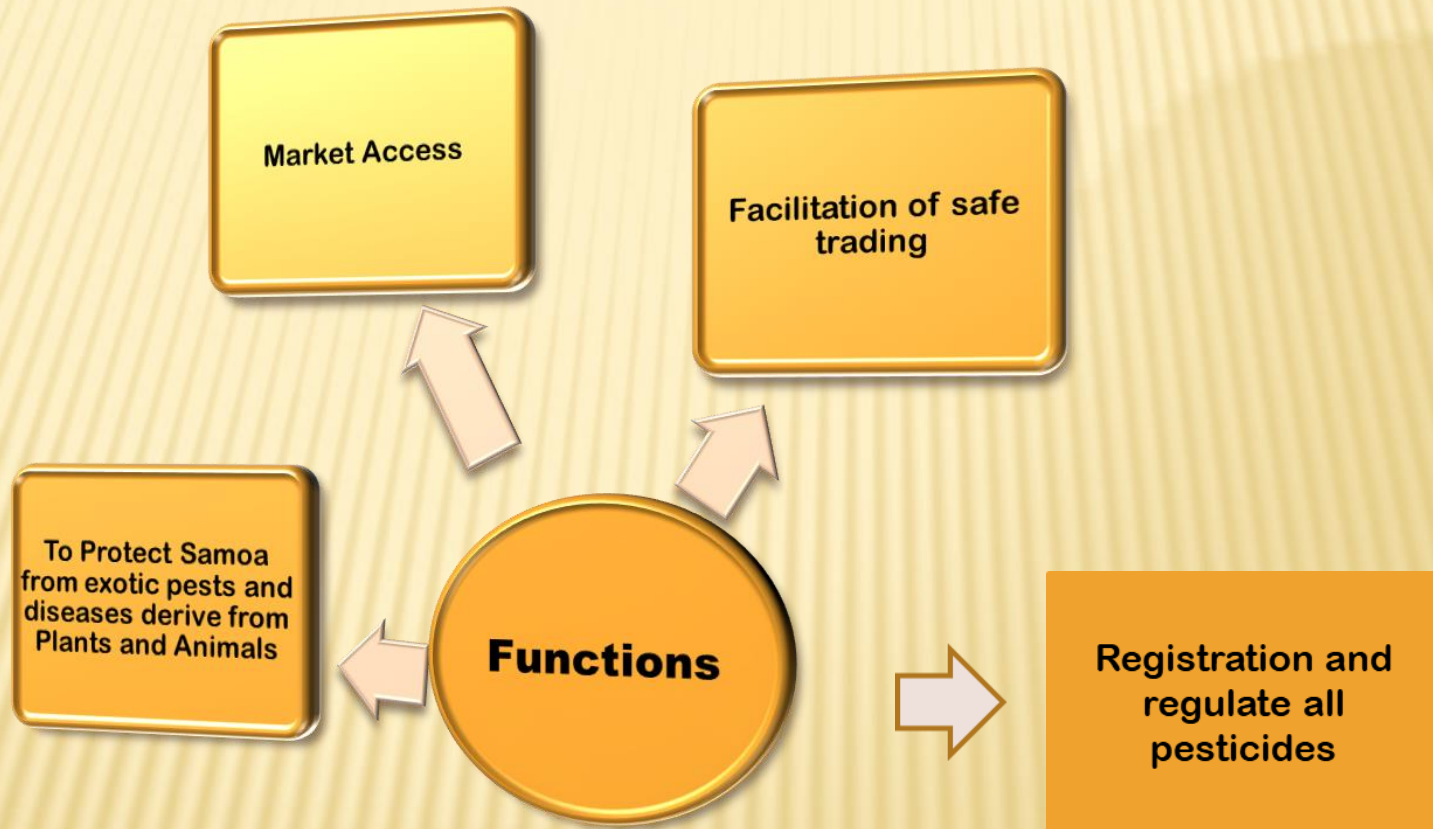 Market Access
Facilitation of safe
trading
To Protect Samoa
from exotic pests and
diseases derive from
Plants and Animals
Functions
Registration and
regulate all
pesticides